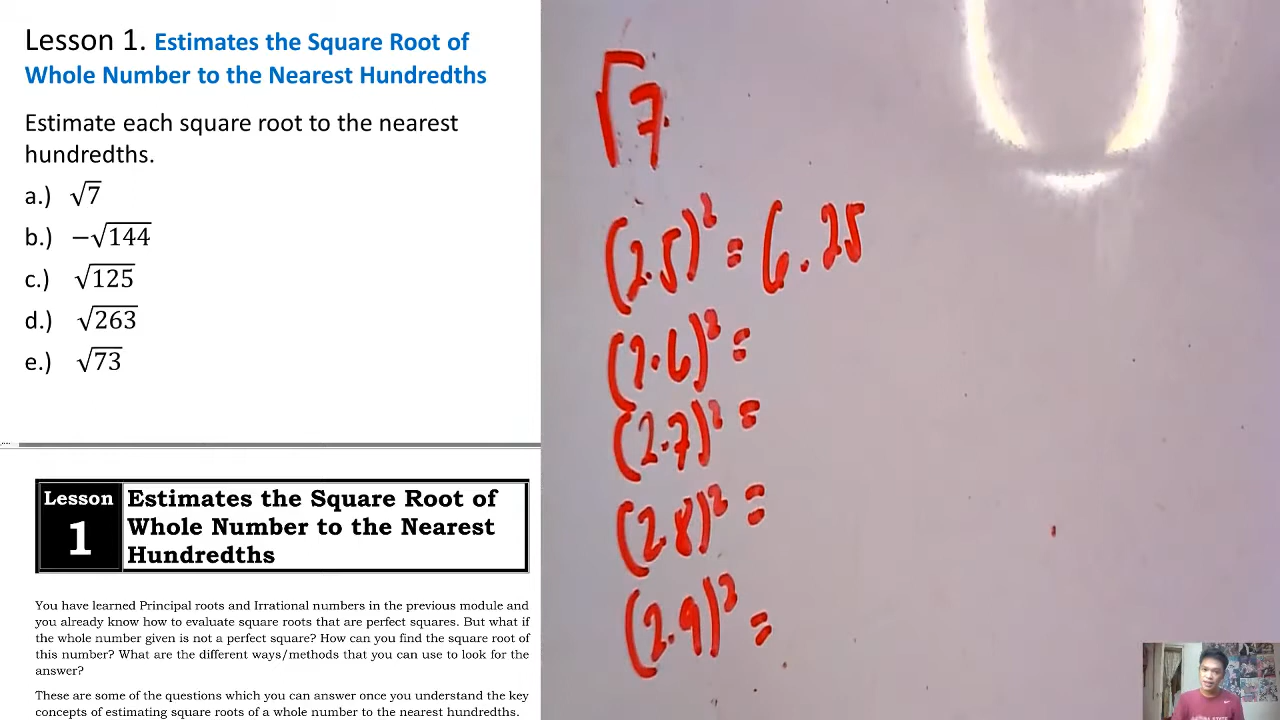 Lesson 1. Estimates the Square Root of
Whole Number to the Nearest Hundredths
Estimate each square root to the nearest
hundredths.
a.) √7
b.) −√144
c.) √125
d.) √263
e.) √73
Lesson
1
Estimates the Square Root of
Whole Number to the Nearest
Hundredths
You have learned Principal roots and Irrational numbers in the previous module and
you already know how to evaluate square roots that are perfect squares. But what if
the whole number given is not a perfect square? How can you find the square root of
this number? What are the different ways/methods that you can use to look for the
answer?
These are some of the questions which you can answer once you understand the key
concepts of estimating square roots of a whole number to the nearest hundredths.
√7
(2.5)² = 6.25
(2.6)² =
(2.7)² =
(2.8)² =
(2.9)² =